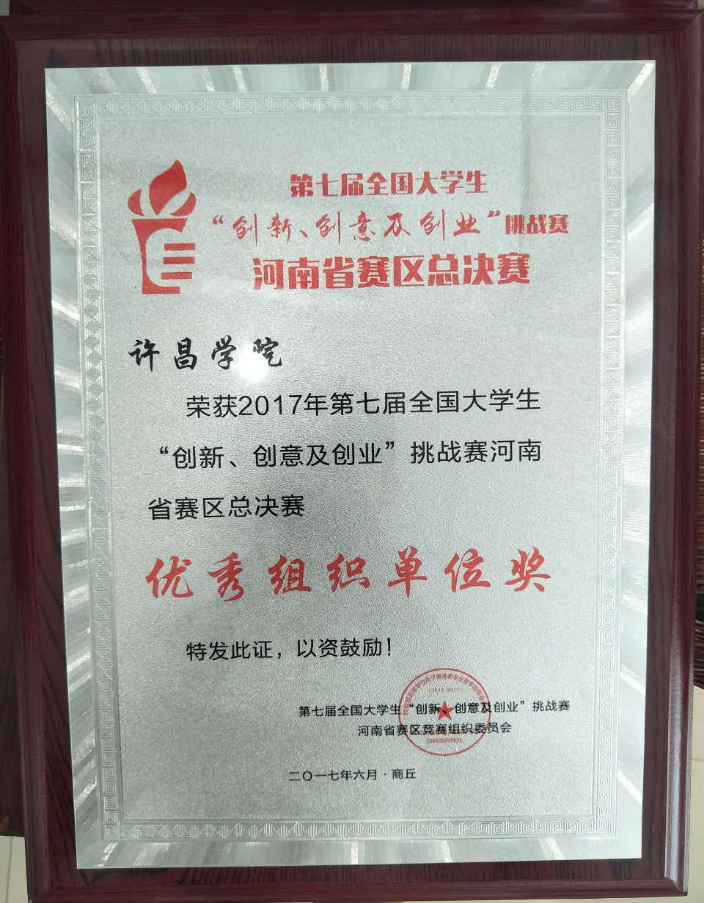 第七届全国大学生
“创新、创意及创业”挑战赛
河南省赛区总决赛
许昌学院
荣获2017年第七届全国大学生
“创新、创意及创业”挑战赛河南
省赛区总决赛
优秀组织单位奖
特发此证，以资鼓励！
第七届全国大学生“创新、创意及创业”挑战赛
河南省赛区竞赛组织委员会
二〇一七年六月·商丘